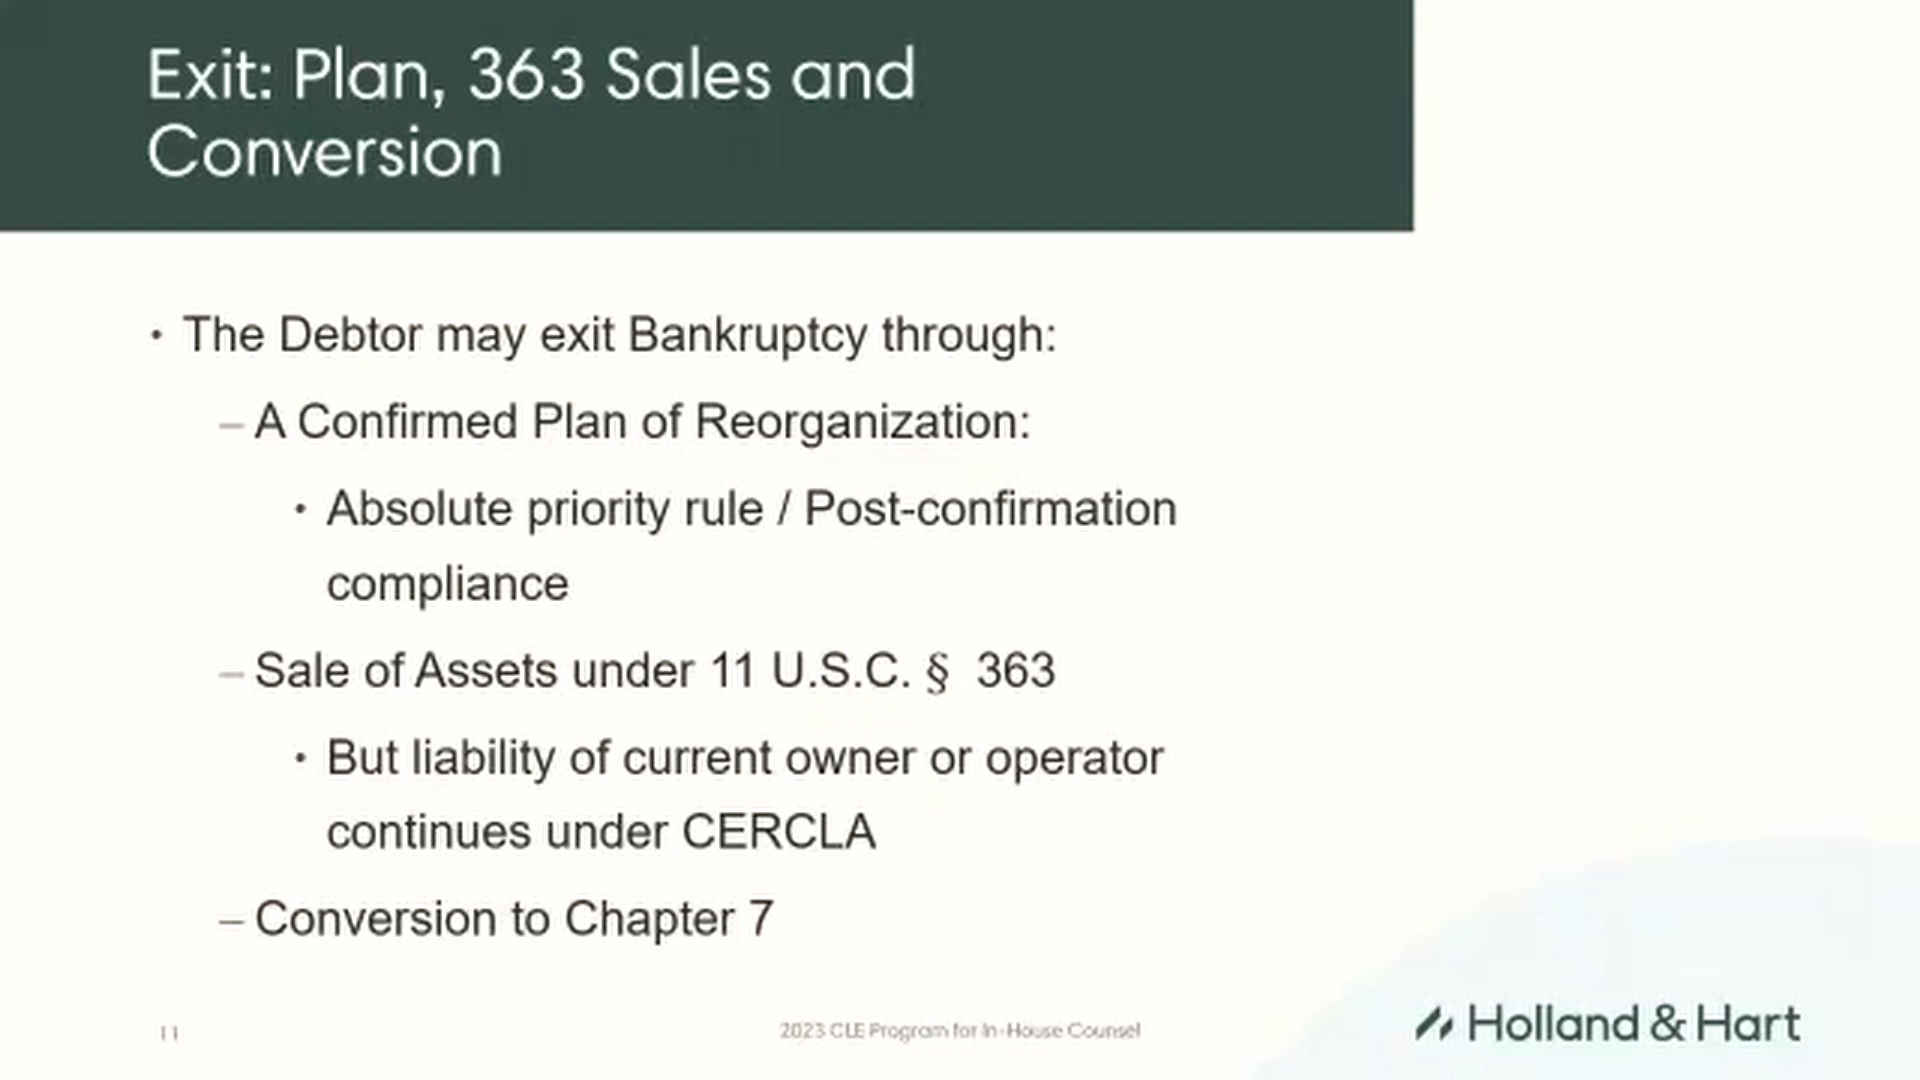 Exit: Plan, 363 Sales and
Conversion
• The Debtor may exit Bankruptcy through:
– A Confirmed Plan of Reorganization:
• Absolute priority rule / Post-confirmation
compliance
– Sale of Assets under 11 U.S.C. § 363
• But liability of current owner or operator
continues under CERCLA
– Conversion to Chapter 7
11
2023 CLE Program for In-House Counsel
Holland & Hart